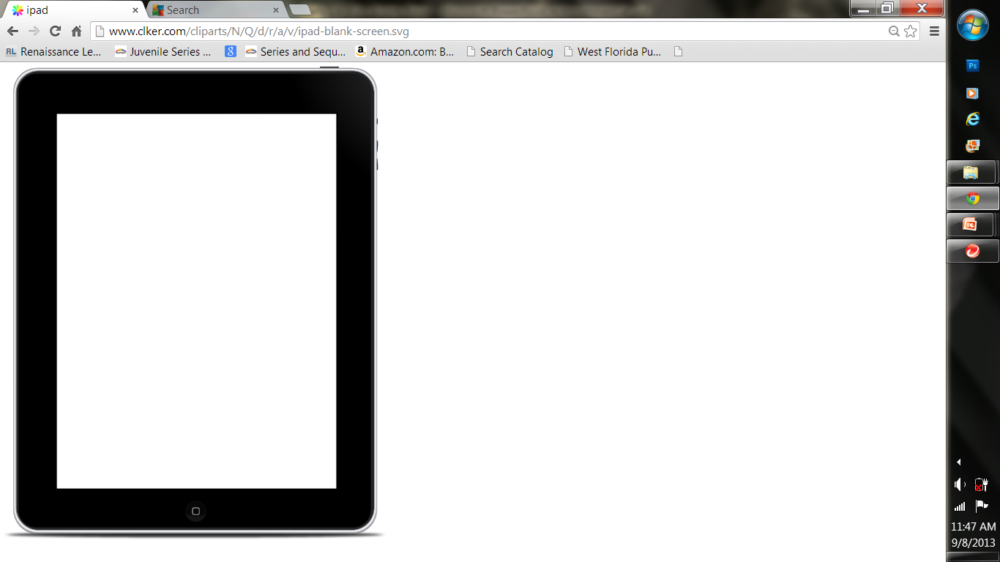 ipad
Search
www.clker.com/cliparts/N/Q/d/r/a/v/ipad-blank-screen.svg
RL Renaissance Le... Juvenile Series ... 8 Series and Sequ... a Amazon.com: B... Search Catalog West Florida Pu...
Ps
11:47 AM
9/8/2013